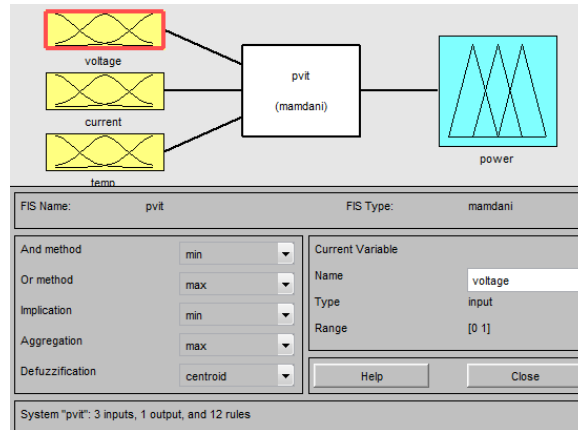 voltage
current
temp
pvit
(mamdani)
power
FIS Name: pvit FIS Type: mamdani
And method min
Or method max
Implication min
Aggregation max
Defuzzification centroid
Current Variable
Name voltage
Type input
Range [0 1]
Help Close
System "pvit": 3 inputs, 1 output, and 12 rules